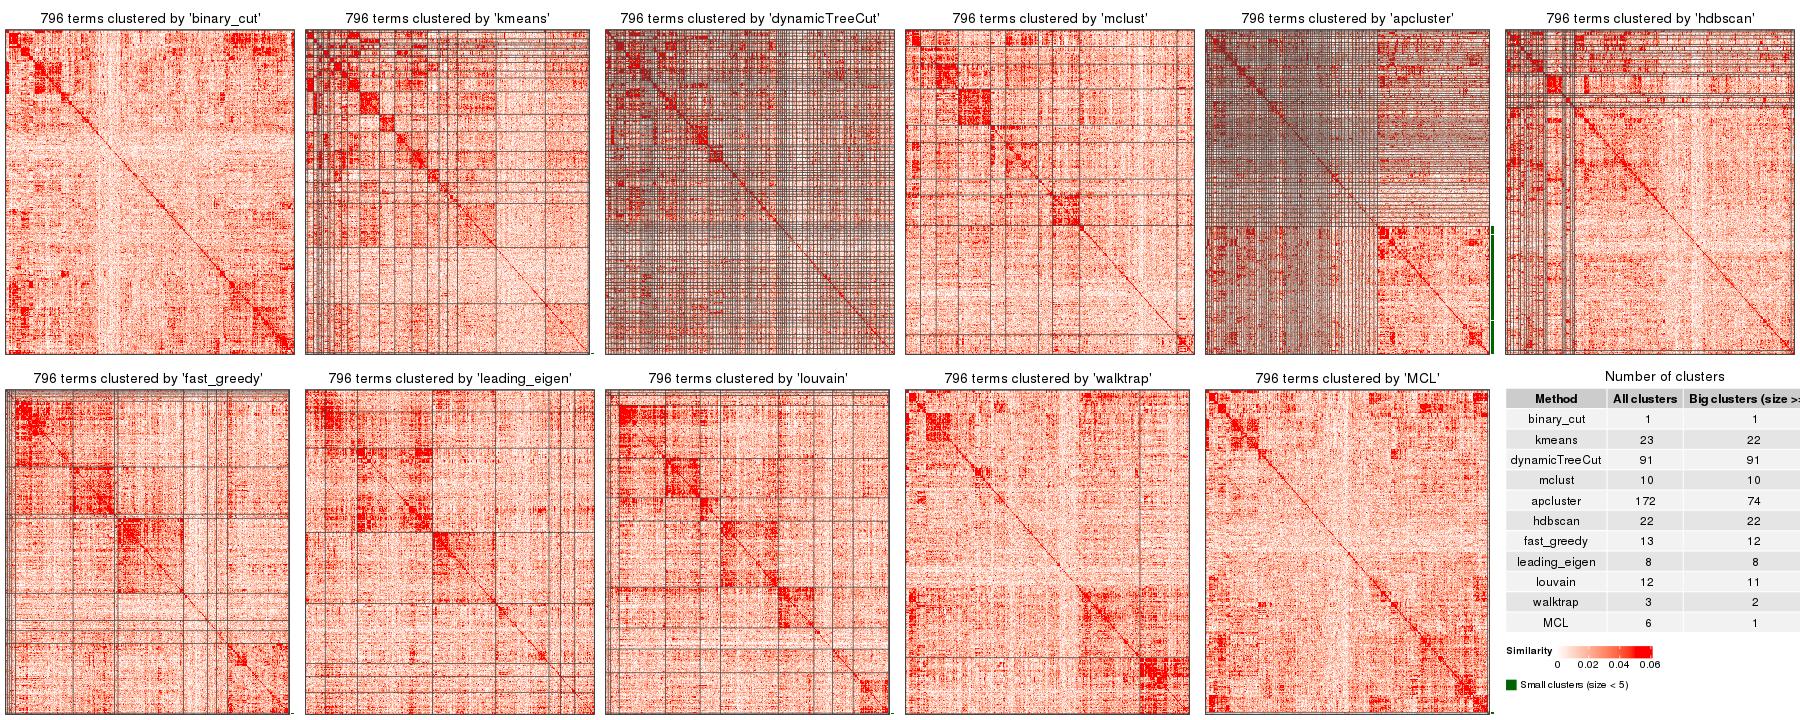 796 terms clustered by 'binary_cut'
796 terms clustered by 'kmeans'
796 terms clustered by 'dynamicTreeCut'
796 terms clustered by 'mclust'
796 terms clustered by 'apcluster'
796 terms clustered by 'hdbscan'
796 terms clustered by 'fast_greedy'
796 terms clustered by 'leading_eigen'
796 terms clustered by 'louvain'
796 terms clustered by 'walktrap'
796 terms clustered by 'MCL'
Number of clusters
Method All clusters Big clusters (size >
binary_cut 1 1
kmeans 23 22
dynamicTreeCut 91 91
mclust 10 10
apcluster 172 74
hdbscan 22 22
fast_greedy 13 12
leading_eigen 8 8
louvain 12 11
walktrap 3 2
MCL 6 1
Similarity
0 0.02 0.04 0.06
Small clusters (size < 5)